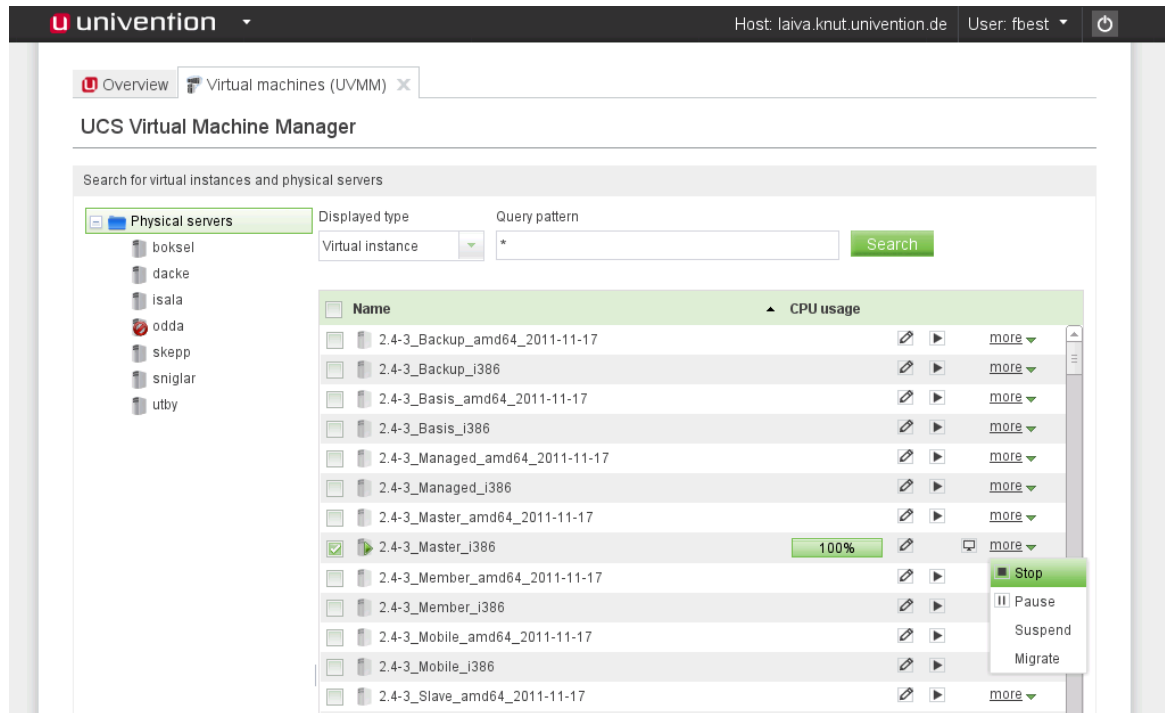 univention Host: laiva.knut.univention.de User: fbest
Overview Virtual machines (UVMM)
UCS Virtual Machine Manager
Search for virtual instances and physical servers
Physical servers
boksel
dacke
isala
odda
skepp
sniglar
utby
Displayed type Query pattern
Virtual instance * Search
Name CPU usage
2.4-3_Backup_amd64_2011-11-17 more
2.4-3_Backup_i386 more
2.4-3_Basis_amd64_2011-11-17 more
2.4-3_Basis_i386 more
2.4-3_Managed_amd64_2011-11-17 more
2.4-3_Managed_i386 more
2.4-3_Master_amd64_2011-11-17 more
2.4-3_Master_i386 100% more
2.4-3_Member_amd64_2011-11-17
2.4-3_Member_i386
2.4-3_Mobile_amd64_2011-11-17
2.4-3_Mobile_i386
2.4-3_Slave_amd64_2011-11-17 more
Stop
Pause
Suspend
Migrate